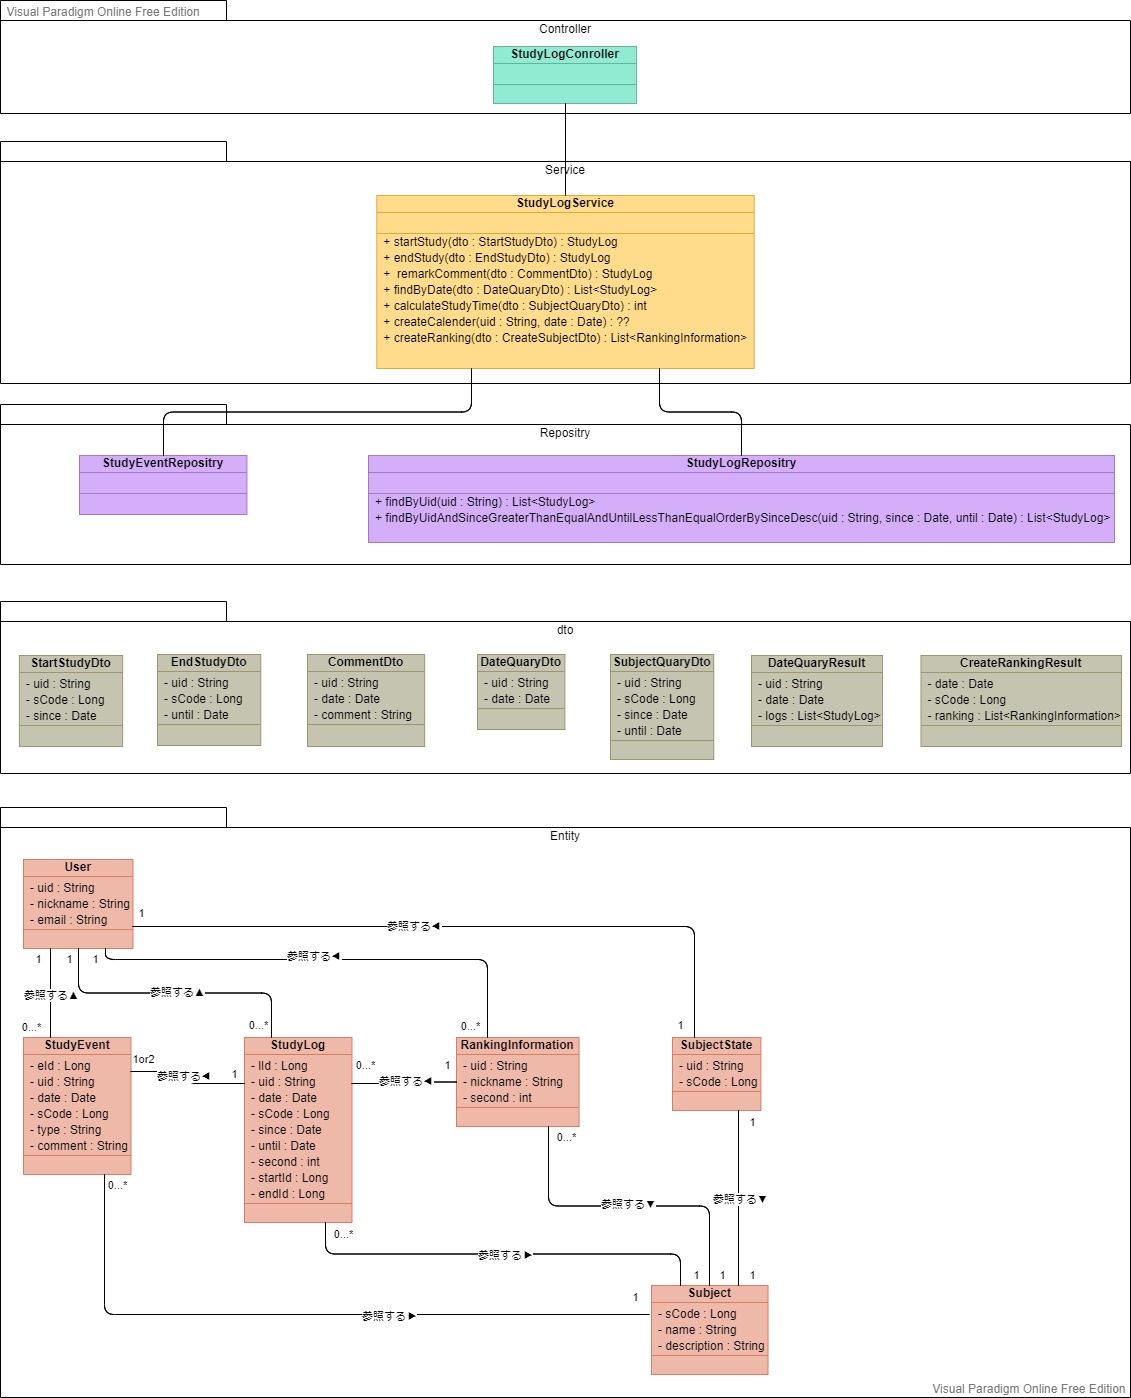 Visual Paradigm Online Free Edition
Controller
StudyLogConroller
Service
StudyLogService
+ startStudy(dto : StartStudyDto) : StudyLog
+ endStudy(dto : EndStudyDto) : StudyLog
+ remarkComment(dto : CommentDto) : StudyLog
+ findByDate(dto : DateQuaryDto) : List<StudyLog>
+ calculateStudyTime(dto : SubjectQuaryDto) : int
+ createCalender(uid : String, date : Date) : ??
+ createRanking(dto : CreateSubjectDto) : List<RankingInformation>
Repositry
StudyEventRepositry
StudyLogRepositry
+ findByUid(uid : String) : List<StudyLog>
+ findByUidAndSinceGreaterThanEqualAndUntilLessThanEqualOrderBySinceDesc(uid : String, since : Date, until : Date) : List<StudyLog>
dto
StartStudyDto
- uid : String
- sCode : Long
- since : Date
EndStudyDto
- uid : String
- sCode : Long
- until : Date
CommentDto
- uid : String
- date : Date
- comment : String
DateQuaryDto
- uid : String
- date : Date
SubjectQuaryDto
- uid : String
- sCode : Long
- since : Date
- until : Date
DateQuaryResult
- uid : String
- date : Date
- logs : List<StudyLog>
CreateRankingResult
- date : Date
- sCode : Long
- ranking : List<RankingInformation>
Entity
User
- uid : String
- nickname : String
- email : String
1
参照する◀
1
1
1
参照する◀
参照する▲
参照する▲
0...*
0...*
0...*
1
StudyEvent
- eId : Long
- uid : String
- date : Date
- sCode : Long
- type : String
- comment : String
1or2
参照する◀
1
StudyLog
- lId : Long
- uid : String
- date : Date
- sCode : Long
- since : Date
- until : Date
- second : int
- startId : Long
- endId : Long
0...*
参照する◀
1
RankingInformation
- uid : String
- nickname : String
- second : int
SubjectState
- uid : String
- sCode : Long
1
0...*
0...*
参照する▼
参照する▼
0...*
参照する▶
1
1
1
1
参照する▶
Subject
- sCode : Long
- name : String
- description : String
Visual Paradigm Online Free Edition